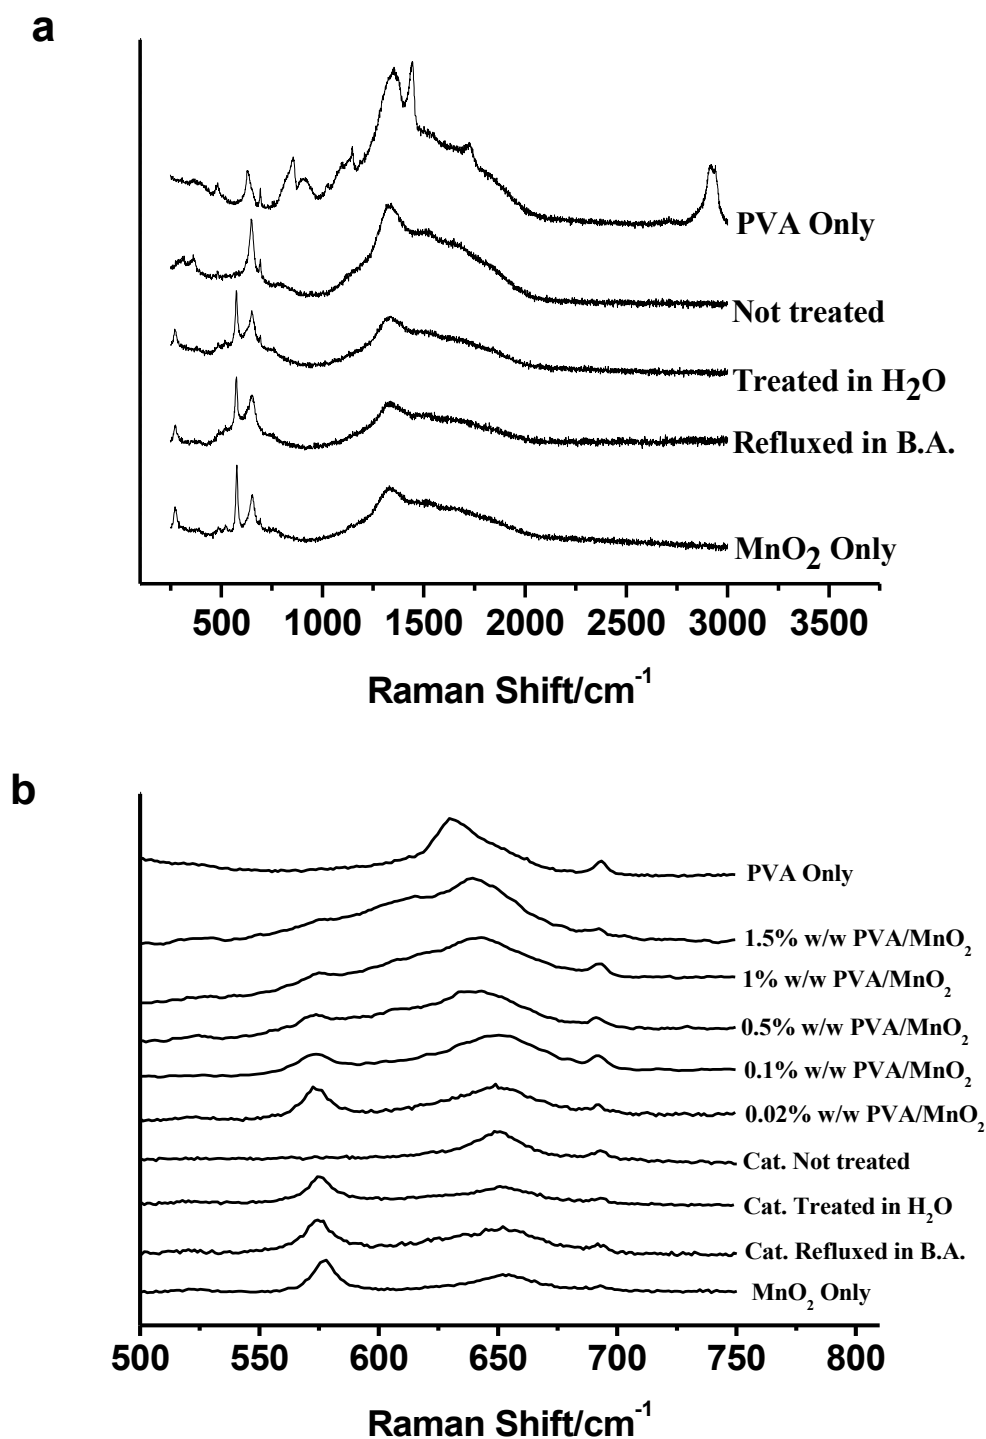 a
PVA Only
Not treated
Treated in H₂O
Refluxed in B.A.
MnO₂ Only
500 1000 1500 2000 2500 3000 3500
Raman Shift/cm⁻¹
b
PVA Only
1.5% w/w PVA/MnO₂
1% w/w PVA/MnO₂
0.5% w/w PVA/MnO₂
0.1% w/w PVA/MnO₂
0.02% w/w PVA/MnO₂
Cat. Not treated
Cat. Treated in H₂O
Cat. Refluxed in B.A.
MnO₂ Only
500 550 600 650 700 750 800
Raman Shift/cm⁻¹